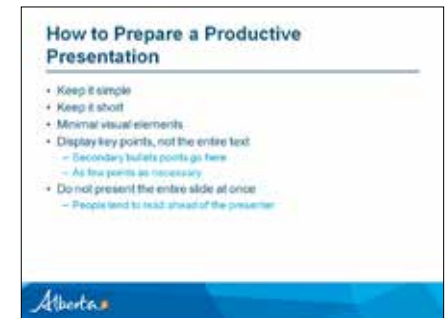 How to Prepare a Productive
Presentation
• Keep it simple
• Keep it short
• Minimal visual elements
• Display key points, not the entire text
– Secondary bullets points go here
– As few points as necessary
• Do not present the entire slide at once
– People tend to read ahead of the presenter
Alberta